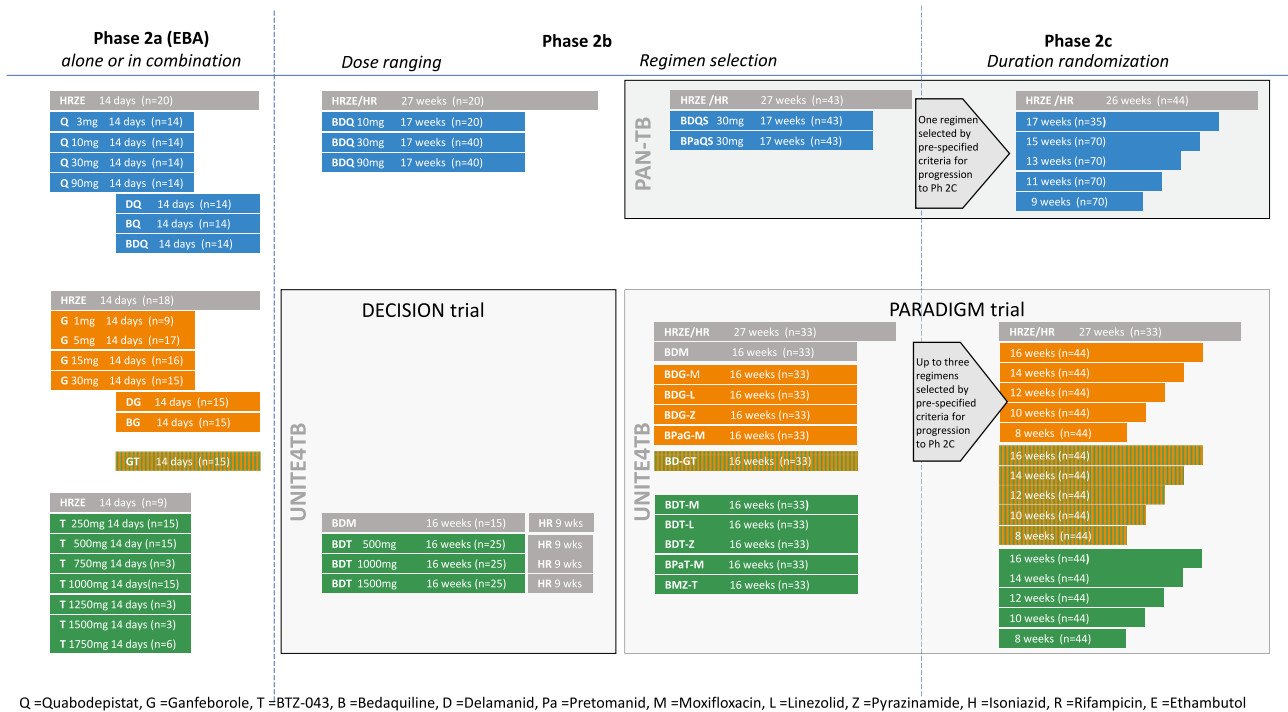 Phase 2a (EBA)
alone or in combination
Phase 2b
Dose ranging
Regimen selection
Phase 2c
Duration randomization
HRZE 14 days (n=20)
Q 3mg 14 days (n=14)
Q 10mg 14 days (n=14)
Q 30mg 14 days (n=14)
Q 90mg 14 days (n=14)
DQ 14 days (n=14)
BQ 14 days (n=14)
BDQ 14 days (n=14)
HRZE/HR 27 weeks (n=20)
BDQ 10mg 17 weeks (n=20)
BDQ 30mg 17 weeks (n=40)
BDQ 90mg 17 weeks (n=40)
PAN-TB
HRZE /HR 27 weeks (n=43)
BDQS 30mg 17 weeks (n=43)
BPaQS 30mg 17 weeks (n=43)
One regimen
selected by
pre-specified
criteria for
progression
to Ph 2C
HRZE /HR 26 weeks (n=44)
17 weeks (n=35)
15 weeks (n=70)
13 weeks (n=70)
11 weeks (n=70)
9 weeks (n=70)
HRZE 14 days (n=18)
G 1mg 14 days (n=9)
G 5mg 14 days (n=17)
G 15mg 14 days (n=16)
G 30mg 14 days (n=15)
DG 14 days (n=15)
BG 14 days (n=15)
GT 14 days (n=15)
HRZE 14 days (n=9)
T 250mg 14 days (n=15)
T 500mg 14 day (n=15)
T 750mg 14 days (n=3)
T 1000mg 14 days(n=15)
T 1250mg 14 days (n=3)
T 1500mg 14 days (n=3)
T 1750mg 14 days (n=6)
UNITE4TB
DECISION trial
BDM 16 weeks (n=15) HR 9 wks
BDT 500mg 16 weeks (n=25) HR 9 wks
BDT 1000mg 16 weeks (n=25) HR 9 wks
BDT 1500mg 16 weeks (n=25) HR 9 wks
UNITE4TB
PARADIGM trial
HRZE/HR 27 weeks (n=33)
BDM 16 weeks (n=33)
BDG-M 16 weeks (n=33)
BDG-L 16 weeks (n=33)
BDG-Z 16 weeks (n=33)
BPaG-M 16 weeks (n=33)
BD-GT 16 weeks (n=33)
BDT-M 16 weeks (n=33)
BDT-L 16 weeks (n=33)
BDT-Z 16 weeks (n=33)
BPaT-M 16 weeks (n=33)
BMZ-T 16 weeks (n=33)
Up to three
regimens
selected by
pre-specified
criteria for
progression
to Ph 2C
HRZE/HR 27 weeks (n=33)
16 weeks (n=44)
14 weeks (n=44)
12 weeks (n=44)
10 weeks (n=44)
8 weeks (n=44)
16 weeks (n=44)
14 weeks (n=44)
12 weeks (n=44)
10 weeks (n=44)
8 weeks (n=44)
16 weeks (n=44)
14 weeks (n=44)
12 weeks (n=44)
10 weeks (n=44)
8 weeks (n=44)
Q =Quabodepistat, G =Ganfeborole, T =BTZ-043, B =Bedaquiline, D =Delamanid, Pa =Pretomanid, M =Moxifloxacin, L =Linezolid, Z =Pyrazinamide, H =Isoniazid, R =Rifampicin, E =Ethambutol